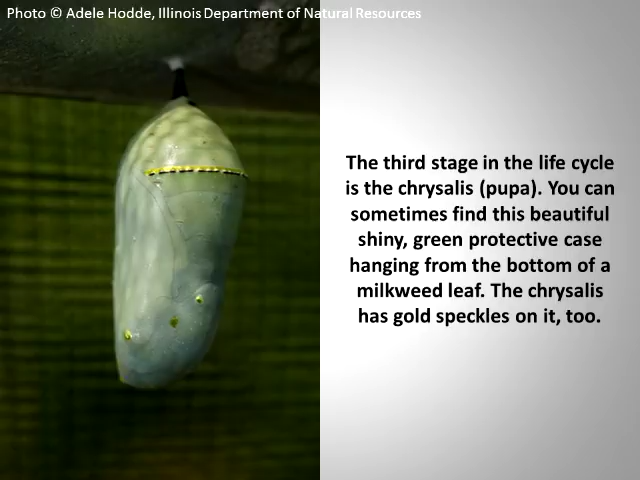 Photo © Adele Hodde, Illinois Department of Natural Resources
The third stage in the life cycle
is the chrysalis (pupa). You can
sometimes find this beautiful
shiny, green protective case
hanging from the bottom of a
milkweed leaf. The chrysalis
has gold speckles on it, too.